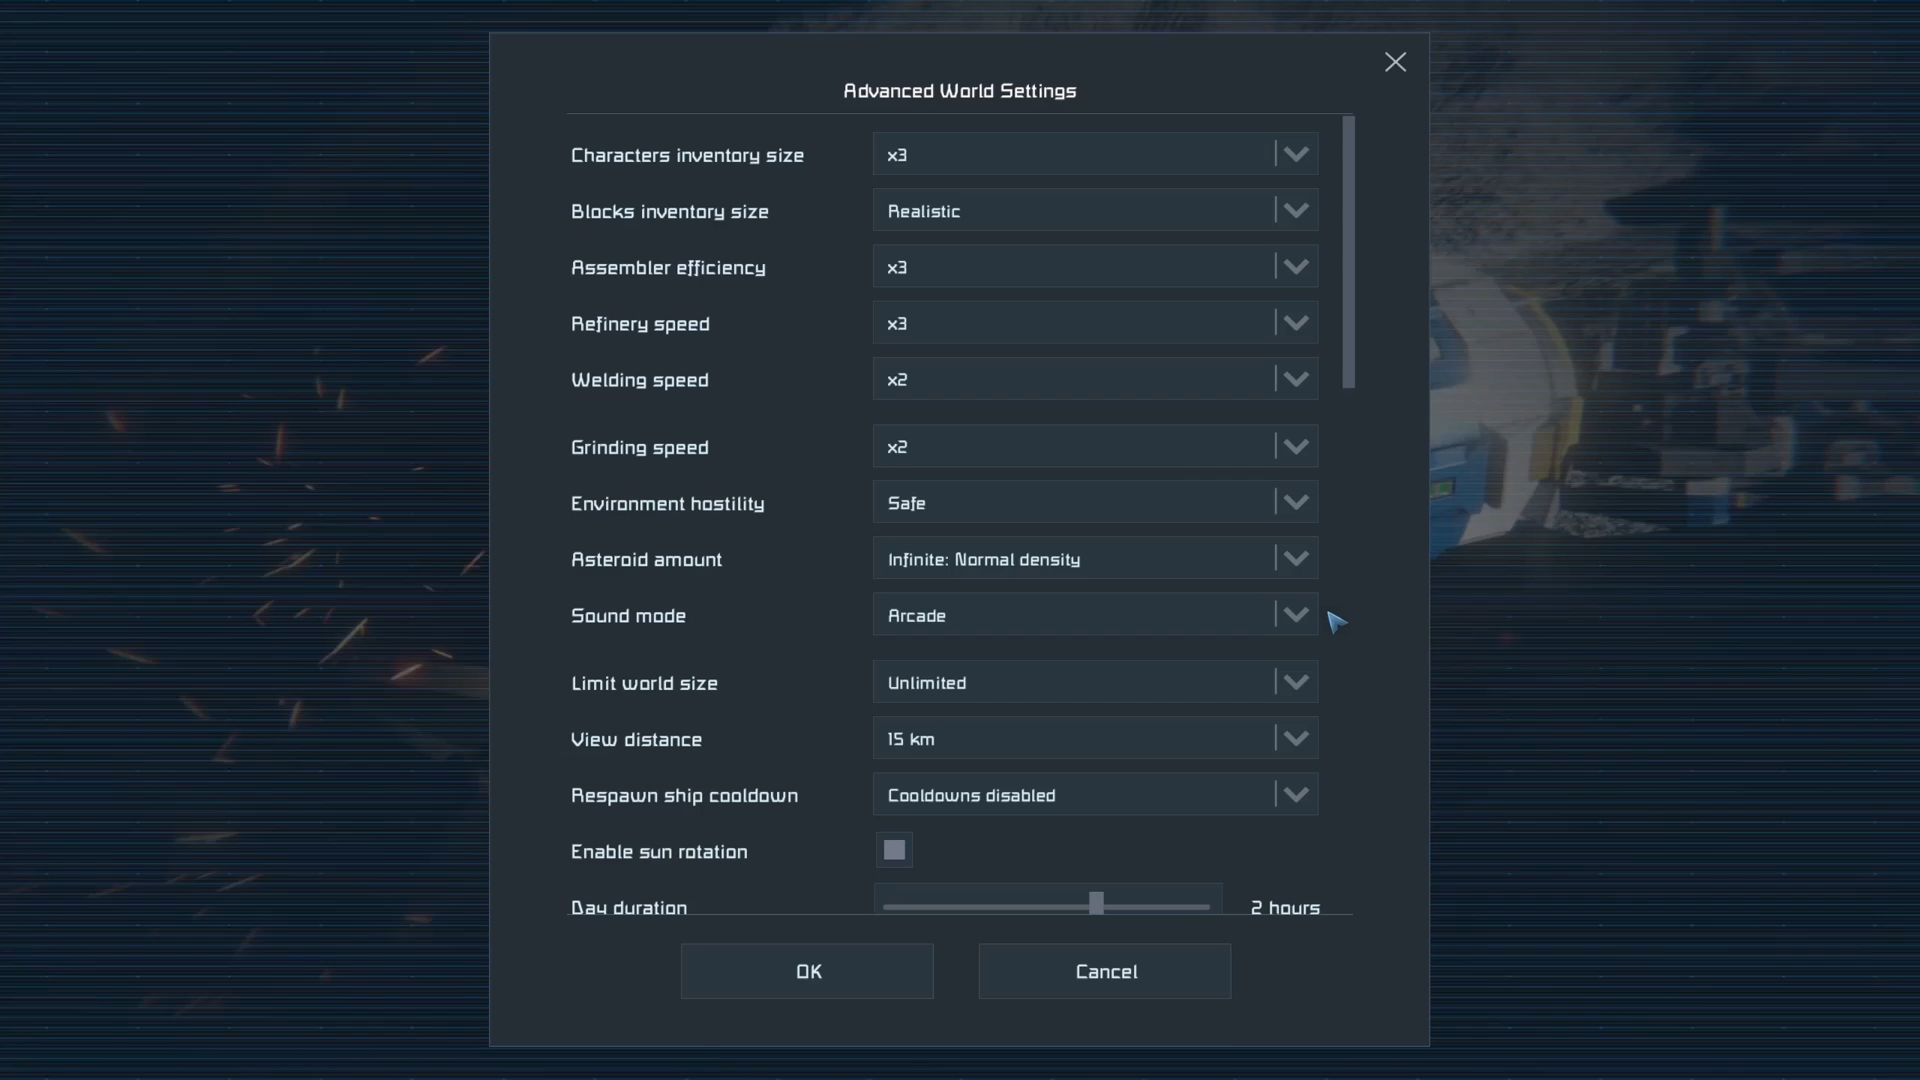 Advanced World Settings
Characters inventory size x3
Blocks inventory size Realistic
Assembler efficiency x3
Refinery speed x3
Welding speed x2
Grinding speed x2
Environment hostility Safe
Asteroid amount Infinite: Normal density
Sound mode Arcade
Limit world size Unlimited
View distance 15 km
Respawn ship cooldown Cooldowns disabled
Enable sun rotation
Day duration 2 hours
OK Cancel